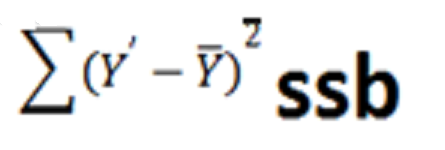 ∑(Y′ − Ȳ)² ssb